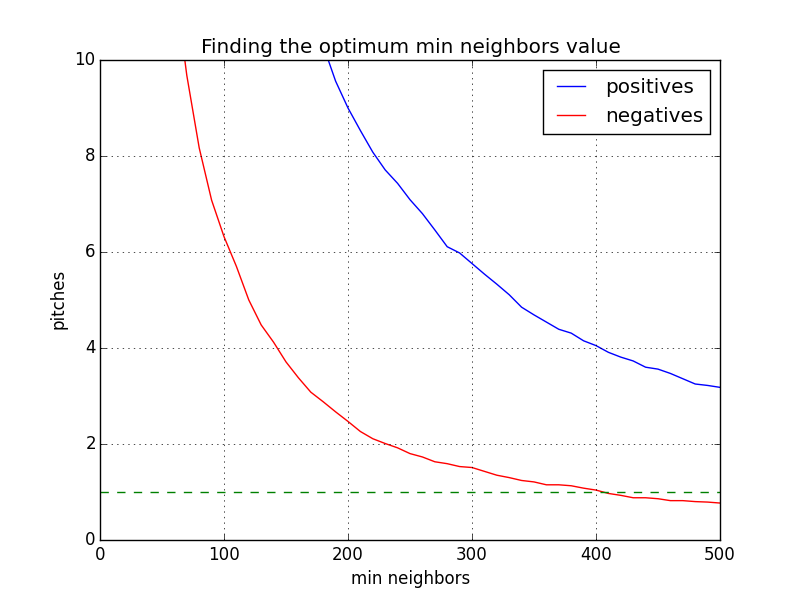 Finding the optimum min neighbors value
positives
negatives
10
8
6
4
2
0
pitches
0 100 200 300 400 500
min neighbors